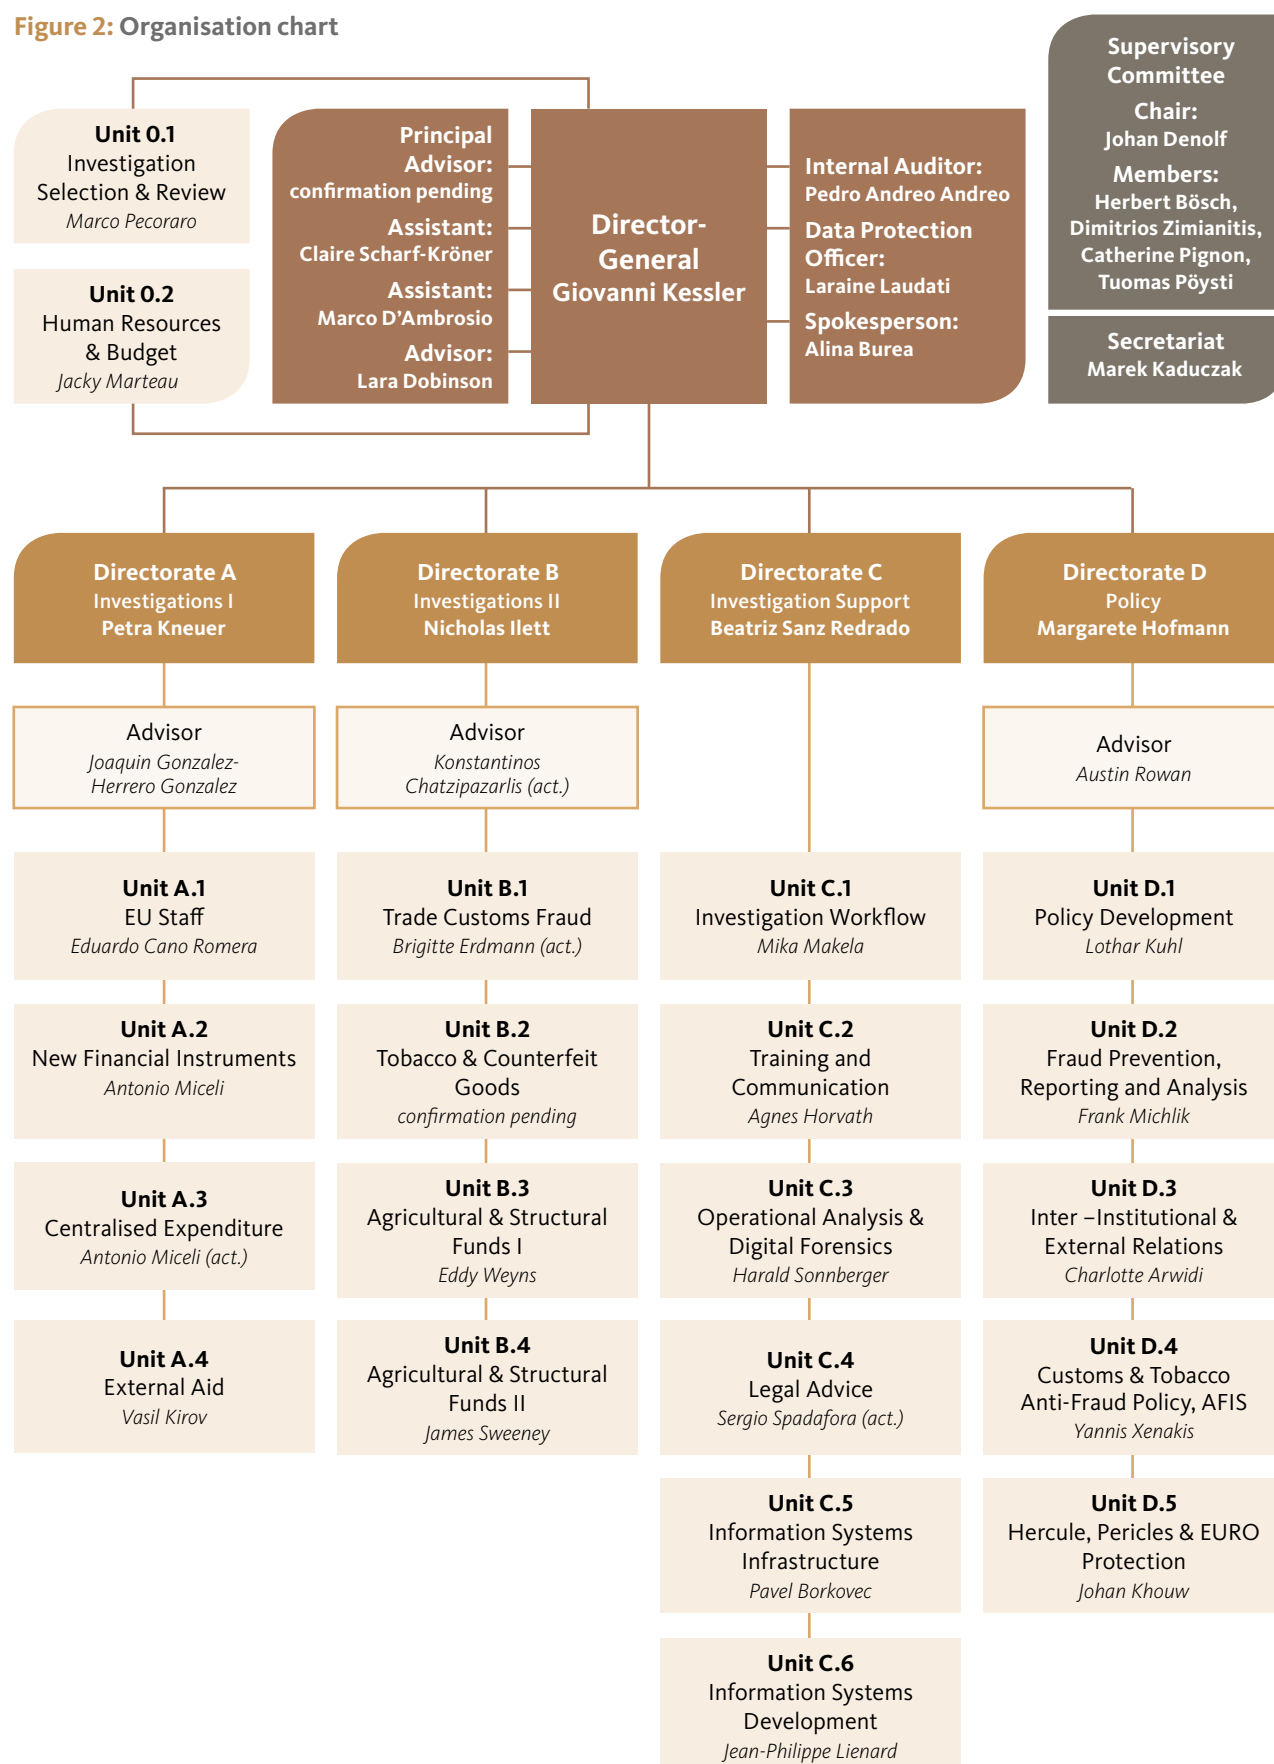 Figure 2: Organisation chart
Unit 0.1
Investigation
Selection & Review
Marco Pecoraro
Unit 0.2
Human Resources
& Budget
Jacky Marteau
Principal
Advisor:
confirmation pending
Assistant:
Claire Scharf-Kröner
Assistant:
Marco D'Ambrosio
Advisor:
Lara Dobinson
Director-
General
Giovanni Kessler
Internal Auditor:
Pedro Andreo Andreo
Data Protection
Officer:
Laraine Laudati
Spokesperson:
Alina Burea
Supervisory
Committee
Chair:
Johan Denolf
Members:
Herbert Bösch,
Dimitrios Zimianitis,
Catherine Pignon,
Tuomas Pöysti
Secretariat
Marek Kaduczak
Directorate A
Investigations I
Petra Kneuer
Advisor
Joaquin Gonzalez-
Herrero Gonzalez
Unit A.1
EU Staff
Eduardo Cano Romera
Unit A.2
New Financial Instruments
Antonio Miceli
Unit A.3
Centralised Expenditure
Antonio Miceli (act.)
Unit A.4
External Aid
Vasil Kirov
Directorate B
Investigations II
Nicholas Ilett
Advisor
Konstantinos
Chatzipazarlis (act.)
Unit B.1
Trade Customs Fraud
Brigitte Erdmann (act.)
Unit B.2
Tobacco & Counterfeit
Goods
confirmation pending
Unit B.3
Agricultural & Structural
Funds I
Eddy Weyns
Unit B.4
Agricultural & Structural
Funds II
James Sweeney
Directorate C
Investigation Support
Beatriz Sanz Redrado
Unit C.1
Investigation Workflow
Mika Makela
Unit C.2
Training and
Communication
Agnes Horvath
Unit C.3
Operational Analysis &
Digital Forensics
Harald Sonnberger
Unit C.4
Legal Advice
Sergio Spadafora (act.)
Unit C.5
Information Systems
Infrastructure
Pavel Borkovec
Unit C.6
Information Systems
Development
Jean-Philippe Lienard
Directorate D
Policy
Margarete Hofmann
Advisor
Austin Rowan
Unit D.1
Policy Development
Lothar Kuhl
Unit D.2
Fraud Prevention,
Reporting and Analysis
Frank Michlik
Unit D.3
Inter –Institutional &
External Relations
Charlotte Arwidi
Unit D.4
Customs & Tobacco
Anti-Fraud Policy, AFIS
Yannis Xenakis
Unit D.5
Hercule, Pericles & EURO
Protection
Johan Khouw